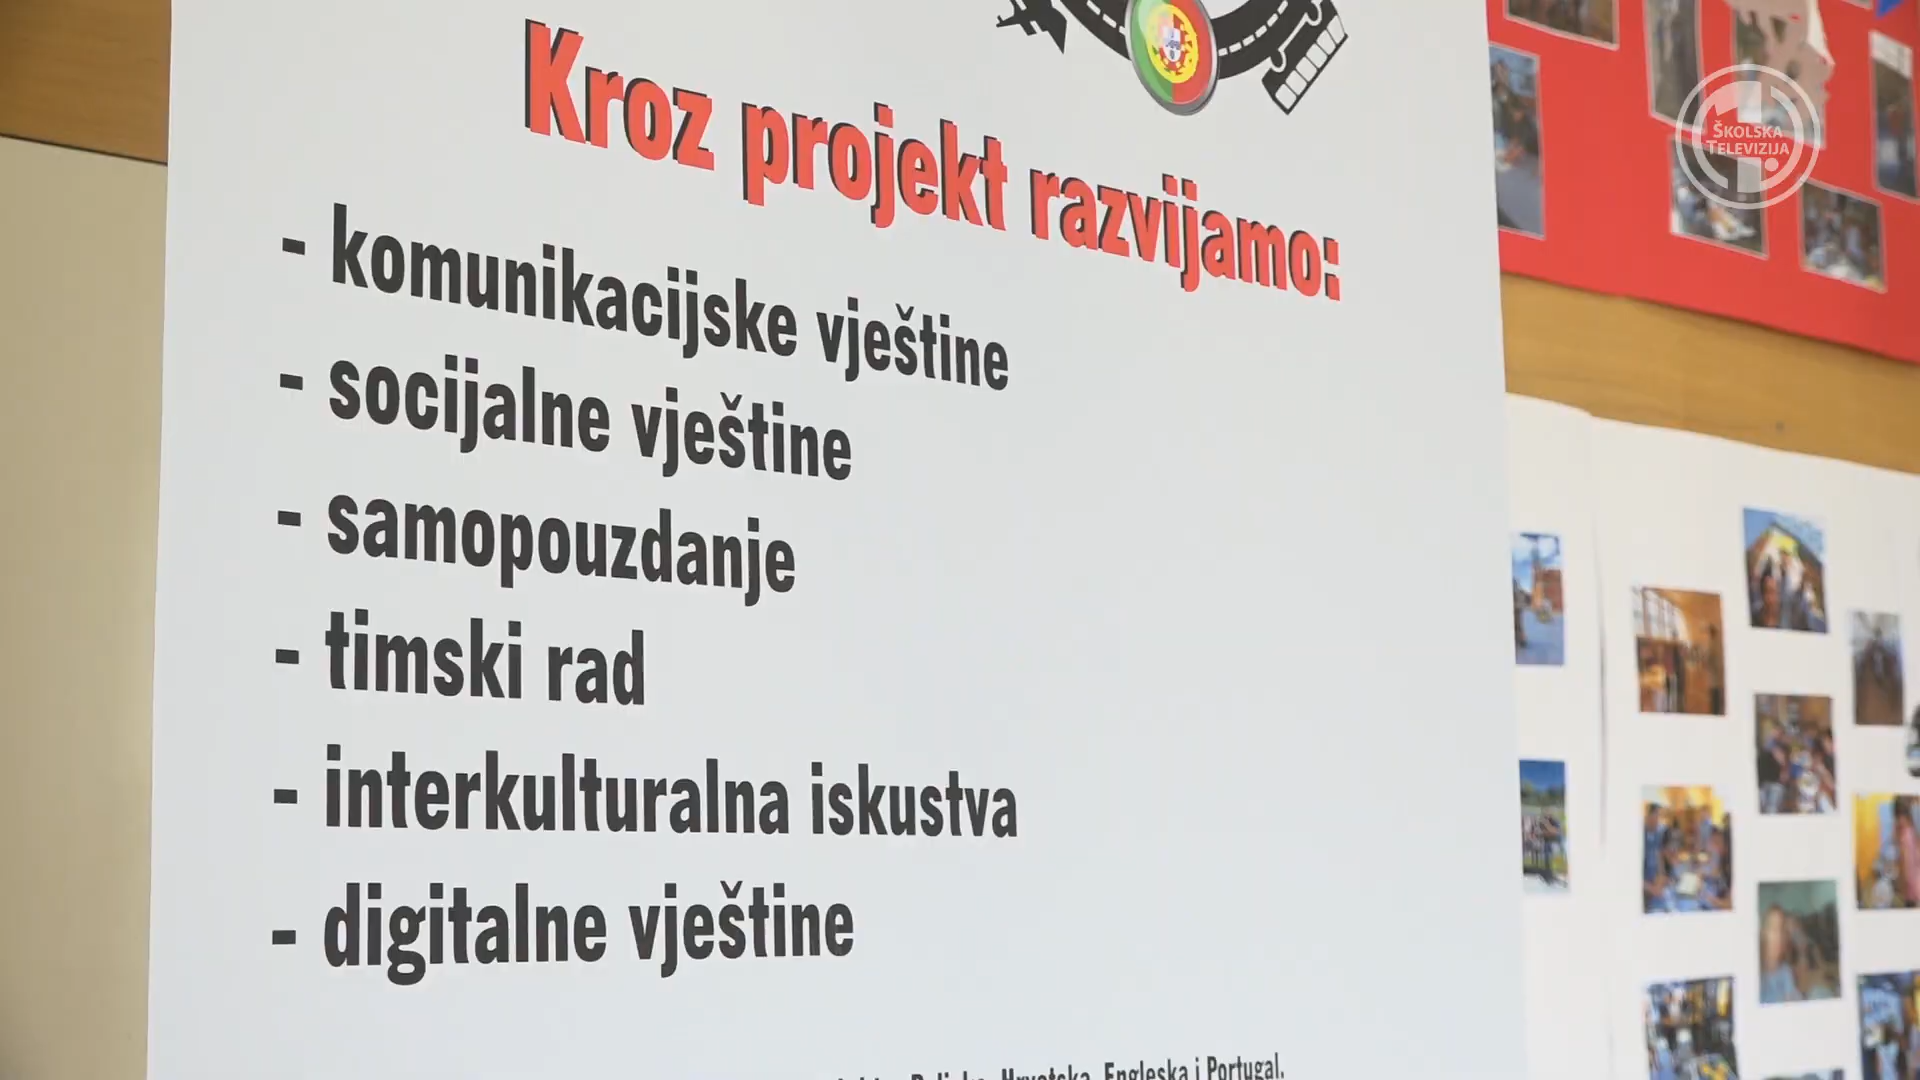 Kroz projekt razvijamo:
- komunikacijske vještine
- socijalne vještine
- samopouzdanje
- timski rad
- interkulturalna iskustva
- digitalne vještine
Hrvatska, Engleska i Portugal.
ŠKOLSKA
TELEVIZIJA